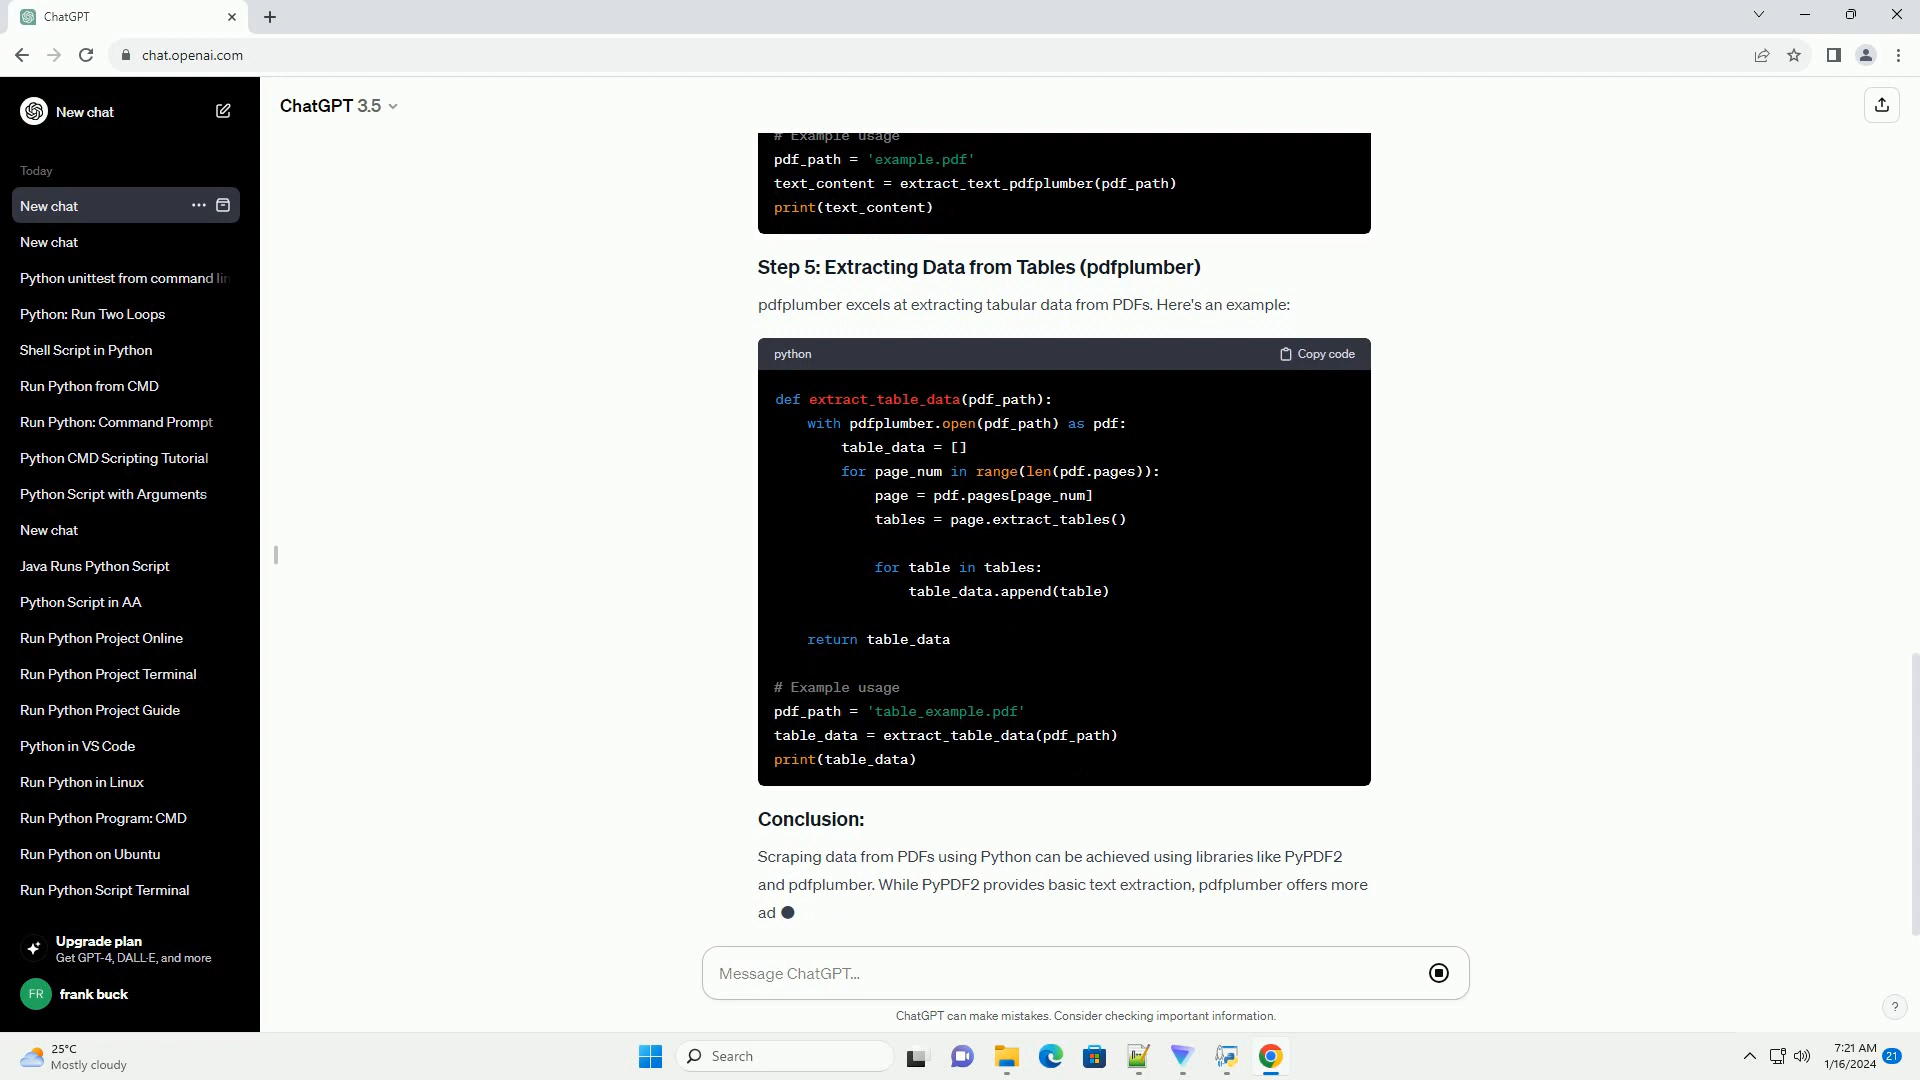 ChatGPT
chat.openai.com
New chat
Today
New chat
New chat
Python unittest from command lin
Python: Run Two Loops
Shell Script in Python
Run Python from CMD
Run Python: Command Prompt
Python CMD Scripting Tutorial
Python Script with Arguments
New chat
Java Runs Python Script
Python Script in AA
Run Python Project Online
Run Python Project Terminal
Run Python Project Guide
Python in VS Code
Run Python in Linux
Run Python Program: CMD
Run Python on Ubuntu
Run Python Script Terminal
Upgrade plan
Get GPT-4, DALL·E, and more
FR frank buck
ChatGPT 3.5
# Example usage
pdf_path = 'example.pdf'
text_content = extract_text_pdfplumber(pdf_path)
print(text_content)
Step 5: Extracting Data from Tables (pdfplumber)
pdfplumber excels at extracting tabular data from PDFs. Here's an example:
python Copy code
def extract_table_data(pdf_path):
with pdfplumber.open(pdf_path) as pdf:
table_data = []
for page_num in range(len(pdf.pages)):
page = pdf.pages[page_num]
tables = page.extract_tables()
for table in tables:
table_data.append(table)
return table_data
# Example usage
pdf_path = 'table_example.pdf'
table_data = extract_table_data(pdf_path)
print(table_data)
Conclusion:
Scraping data from PDFs using Python can be achieved using libraries like PyPDF2
and pdfplumber. While PyPDF2 provides basic text extraction, pdfplumber offers more
ad
Message ChatGPT...
ChatGPT can make mistakes. Consider checking important information.
?
25°C
Mostly cloudy
Search
7:21 AM
1/16/2024
21